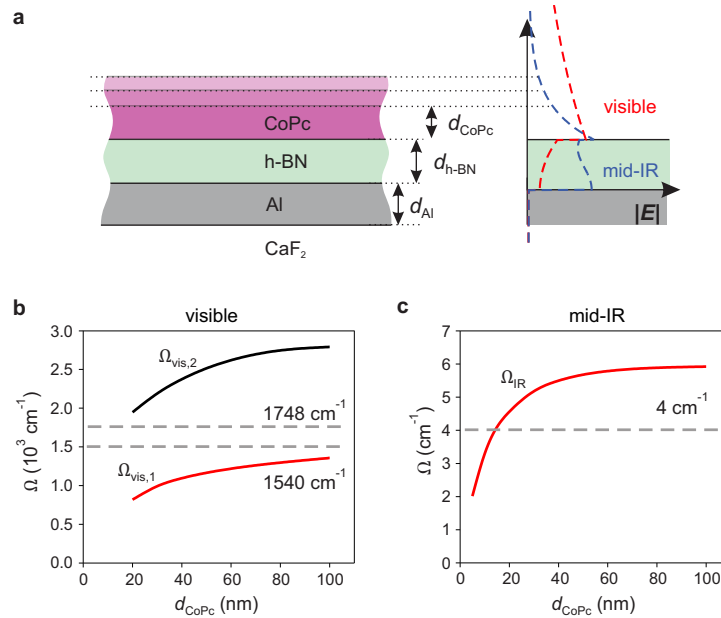 a
CoPc
h-BN
Al
CaF₂
d_CoPc
d_h-BN
d_Al
visible
mid-IR
|E|
b
visible
Ω (10³ cm⁻¹)
3.0
2.5
2.0
1.5
1.0
0.5
0.0
Ω_vis,2
1748 cm⁻¹
Ω_vis,1
1540 cm⁻¹
0 20 40 60 80 100
d_CoPc (nm)
c
mid-IR
Ω (cm⁻¹)
7
6
5
4
3
2
1
0
Ω_IR
4 cm⁻¹
0 20 40 60 80 100
d_CoPc (nm)